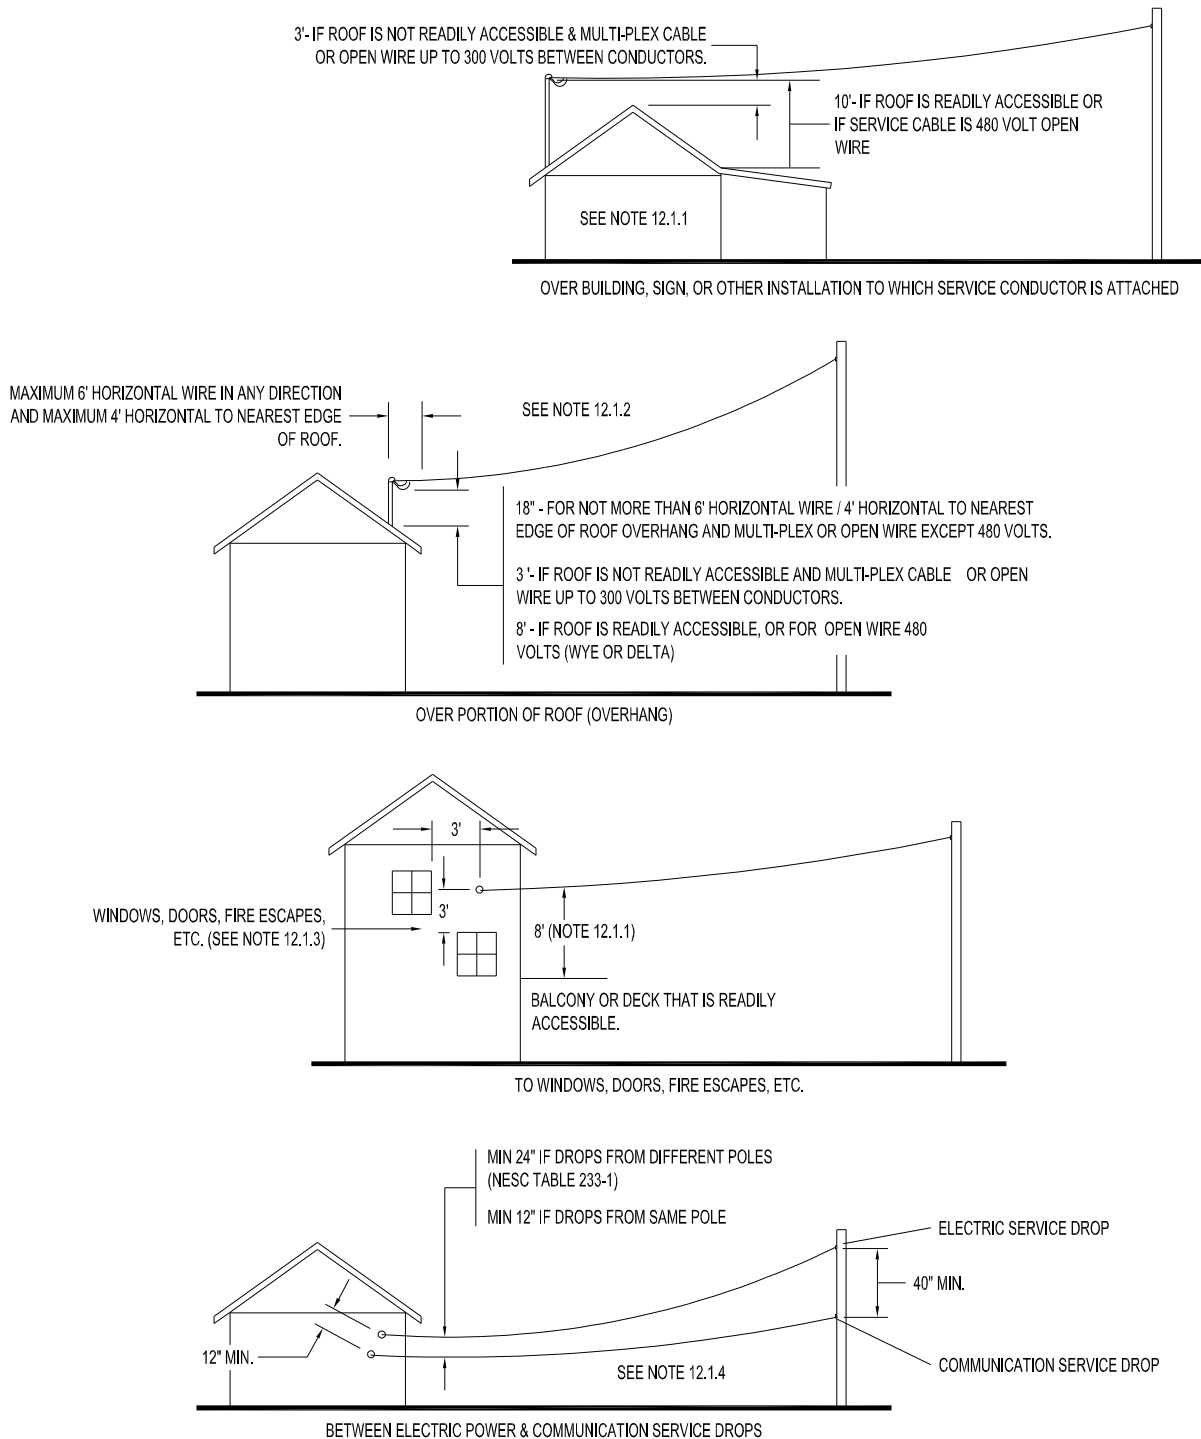 3'- IF ROOF IS NOT READILY ACCESSIBLE & MULTI-PLEX CABLE
OR OPEN WIRE UP TO 300 VOLTS BETWEEN CONDUCTORS.
10'- IF ROOF IS READILY ACCESSIBLE OR
IF SERVICE CABLE IS 480 VOLT OPEN
WIRE
SEE NOTE 12.1.1
OVER BUILDING, SIGN, OR OTHER INSTALLATION TO WHICH SERVICE CONDUCTOR IS ATTACHED
MAXIMUM 6' HORIZONTAL WIRE IN ANY DIRECTION
AND MAXIMUM 4' HORIZONTAL TO NEAREST EDGE
OF ROOF.
SEE NOTE 12.1.2
18" - FOR NOT MORE THAN 6' HORIZONTAL WIRE / 4' HORIZONTAL TO NEAREST
EDGE OF ROOF OVERHANG AND MULTI-PLEX OR OPEN WIRE EXCEPT 480 VOLTS.
3 '- IF ROOF IS NOT READILY ACCESSIBLE AND MULTI-PLEX CABLE OR OPEN
WIRE UP TO 300 VOLTS BETWEEN CONDUCTORS.
8' - IF ROOF IS READILY ACCESSIBLE, OR FOR OPEN WIRE 480
VOLTS (WYE OR DELTA)
OVER PORTION OF ROOF (OVERHANG)
3'
3'
WINDOWS, DOORS, FIRE ESCAPES,
ETC. (SEE NOTE 12.1.3)
8' (NOTE 12.1.1)
BALCONY OR DECK THAT IS READILY
ACCESSIBLE.
TO WINDOWS, DOORS, FIRE ESCAPES, ETC.
MIN 24" IF DROPS FROM DIFFERENT POLES
(NESC TABLE 233-1)
MIN 12" IF DROPS FROM SAME POLE
ELECTRIC SERVICE DROP
40" MIN.
12" MIN.
COMMUNICATION SERVICE DROP
SEE NOTE 12.1.4
BETWEEN ELECTRIC POWER & COMMUNICATION SERVICE DROPS